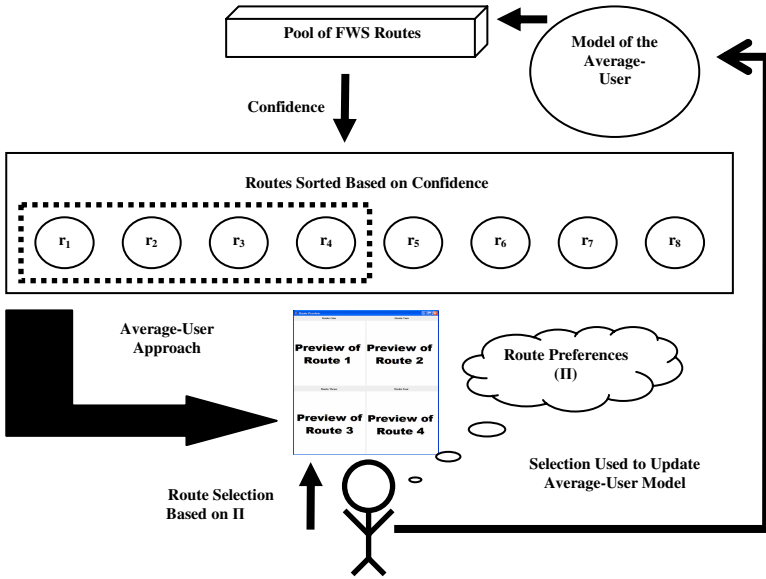 Pool of FWS Routes
Model of the
Average-
User
Confidence
Routes Sorted Based on Confidence
r1 r2 r3 r4 r5 r6 r7 r8
Average-User
Approach
Preview of
Route 1
Preview of
Route 2
Preview of
Route 3
Preview of
Route 4
Route Preferences
(Π)
Route Selection
Based on Π
Selection Used to Update
Average-User Model